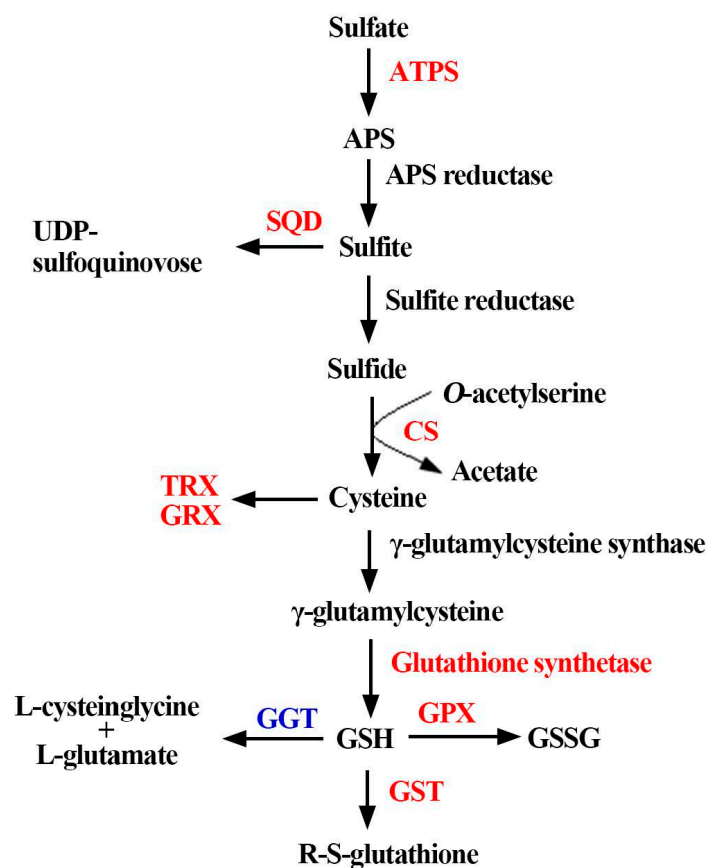 Sulfate
ATPS
APS
APS reductase
SQD
UDP-
sulfoquinovose
Sulfite
Sulfite reductase
Sulfide
O-acetylserine
CS
Acetate
TRX
GRX
Cysteine
γ-glutamylcysteine synthase
γ-glutamylcysteine
Glutathione synthetase
L-cysteinglycine
+
L-glutamate
GGT
GSH
GPX
GSSG
GST
R-S-glutathione